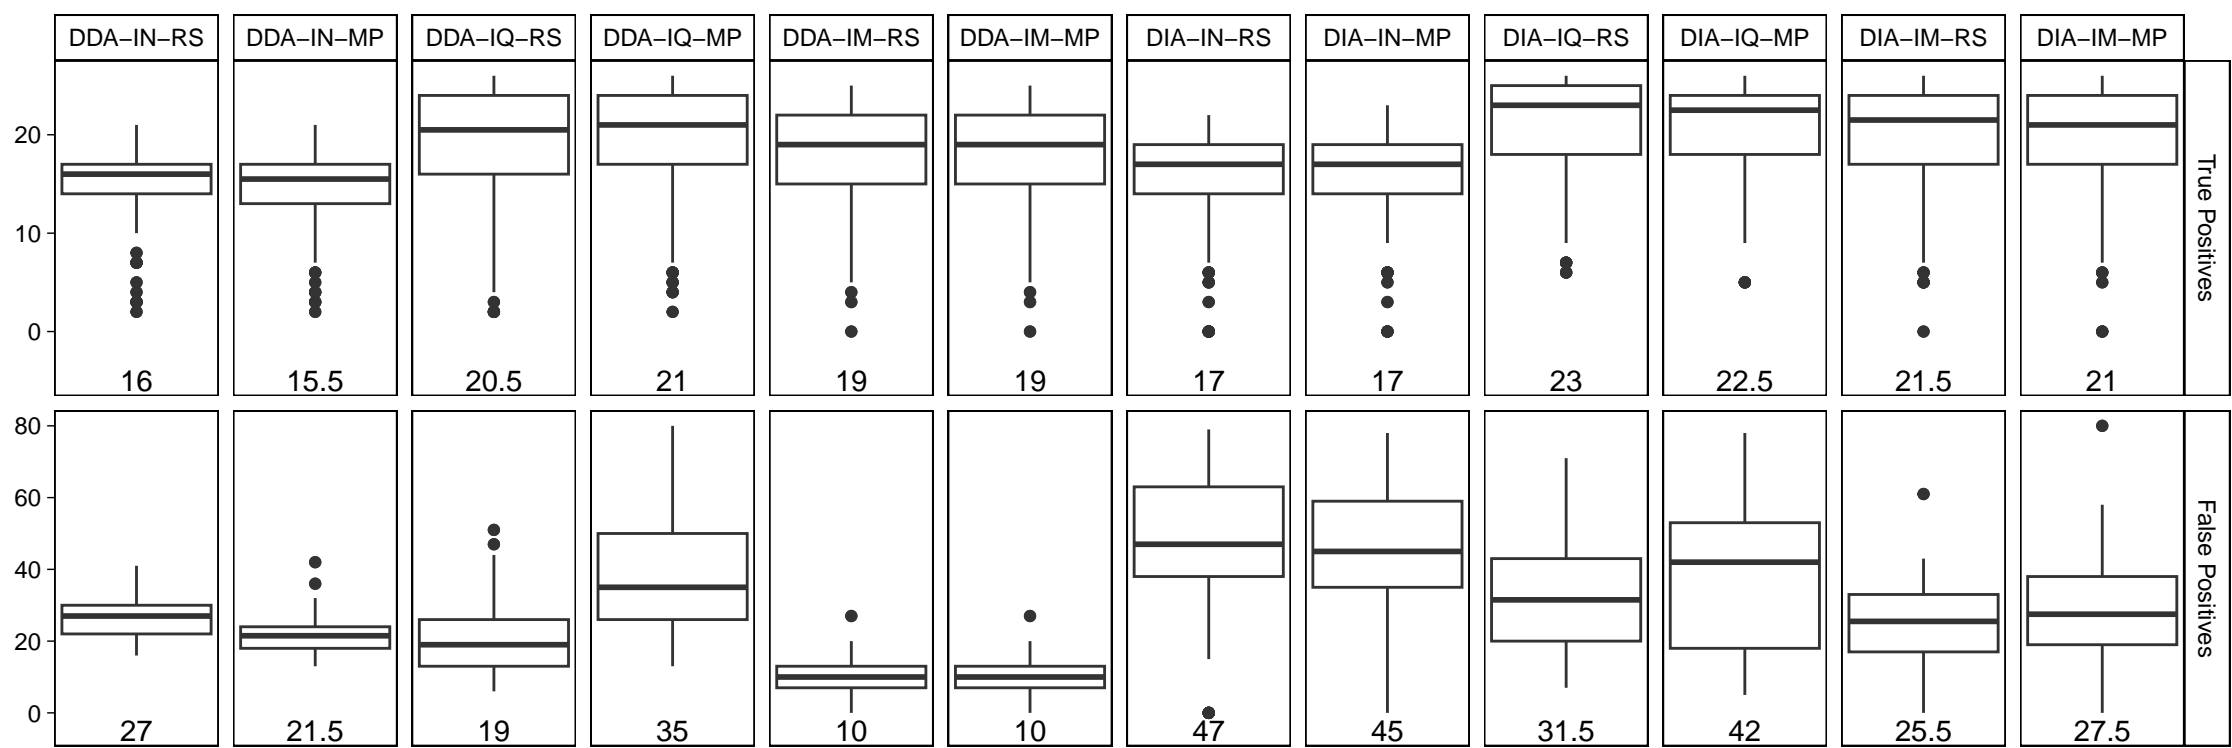 DDA−IN−RS DDA−IN−MP DDA−IQ−RS DDA−IQ−MP DDA−IM−RS DDA−IM−MP DIA−IN−RS DIA−IN−MP DIA−IQ−RS DIA−IQ−MP DIA−IM−RS DIA−IM−MP
20
10
0
True Positives
16 15.5 20.5 21 19 19 17 17 23 22.5 21.5 21
80
60
40
20
0
False Positives
27 21.5 19 35 10 10 47 45 31.5 42 25.5 27.5